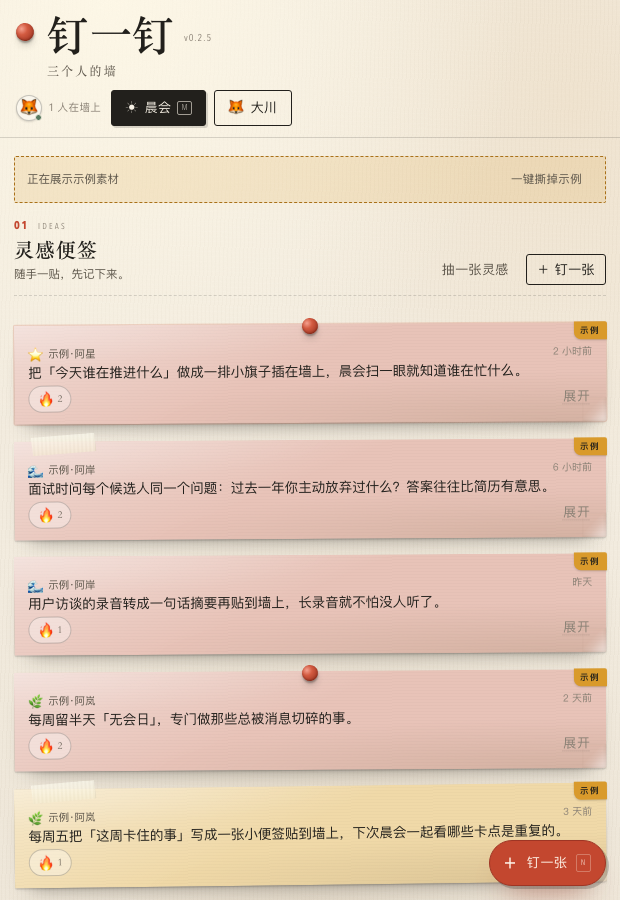 钉一钉 v0.2.5
三个人的墙
1 人在墙上 晨会 M 大川
正在展示示例素材 一键撕掉示例
01 IDEAS
灵感便签
随手一贴，先记下来。
抽一张灵感 + 钉一张
示例
示例·阿星 2 小时前
把「今天谁在推进什么」做成一排小旗子插在墙上，晨会扫一眼就知道谁在忙什么。
2 展开
示例
示例·阿岸 6 小时前
面试时问每个候选人同一个问题：过去一年你主动放弃过什么？答案往往比简历有意思。
2 展开
示例
示例·阿岸 昨天
用户访谈的录音转成一句话摘要再贴到墙上，长录音就不怕没人听了。
1 展开
示例
示例·阿岚 2 天前
每周留半天「无会日」，专门做那些总被消息切碎的事。
2 展开
示例
示例·阿岚 3 天前
每周五把「这周卡住的事」写成一张小便签贴到墙上，下次晨会一起看哪些卡点是重复的。
1
+ 钉一张 N